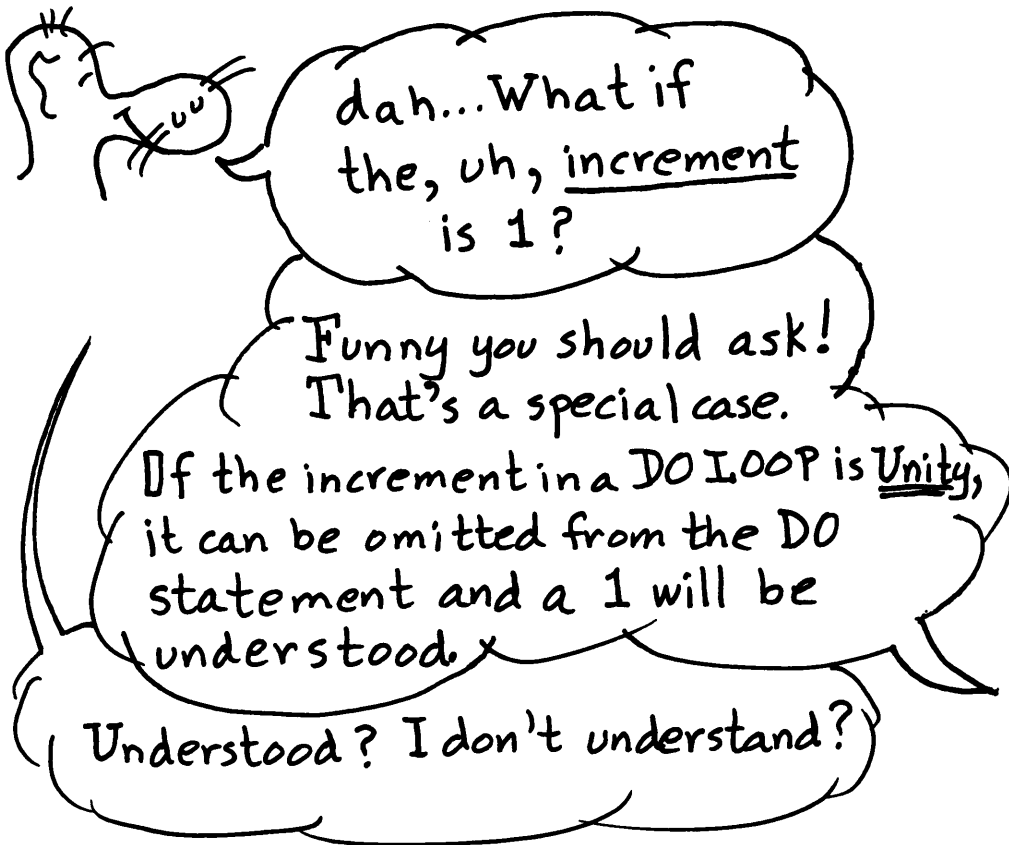 dah...What if
the, uh, increment
is 1?
Funny you should ask!
That's a special case.
If the increment in a DO LOOP is Unity,
it can be omitted from the DO
statement and a 1 will be
understood.
Understood? I don't understand?